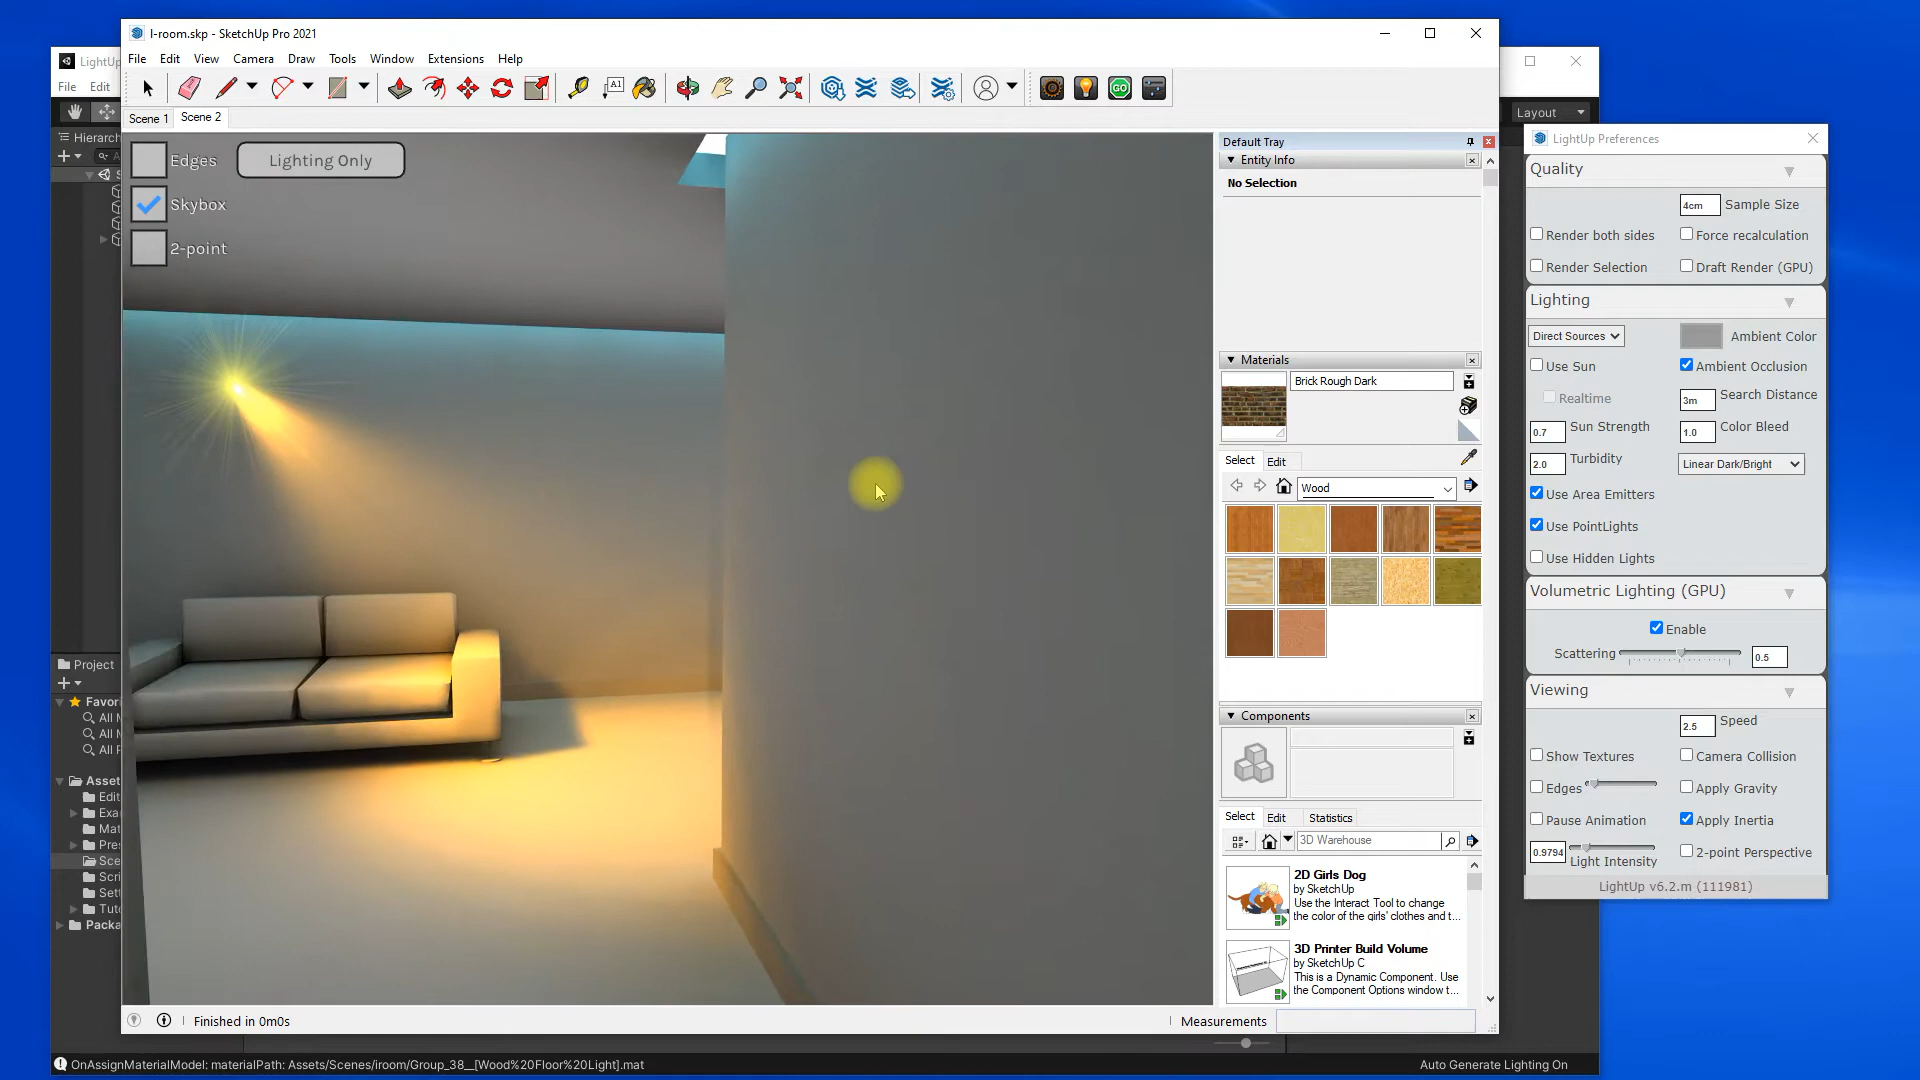 LightUp
File Edit
Hierarch
Layout
I-room.skp - SketchUp Pro 2021
File Edit View Camera Draw Tools Window Extensions Help
A1
GO
Scene 1 Scene 2
Edges Lighting Only
Skybox
2-point
Default Tray
Entity Info
No Selection
Materials
Brick Rough Dark
Select Edit
Wood
Components
Select Edit Statistics
3D Warehouse
2D Girls Dog
by SketchUp
Use the Interact Tool to change
the color of the girls' clothes and t...
3D Printer Build Volume
by SketchUp C
This is a Dynamic Component. Use
the Component Options window t...
Finished in 0m0s
Measurements
LightUp Preferences
Quality
4cm Sample Size
Render both sides Force recalculation
Render Selection Draft Render (GPU)
Lighting
Direct Sources Ambient Color
Use Sun Ambient Occlusion
Realtime 3m Search Distance
0.7 Sun Strength 1.0 Color Bleed
2.0 Turbidity Linear Dark/Bright
Use Area Emitters
Use PointLights
Use Hidden Lights
Volumetric Lighting (GPU)
Enable
Scattering 0.5
Viewing
2.5 Speed
Show Textures Camera Collision
Edges Apply Gravity
Pause Animation Apply Inertia
0.9794 Light Intensity 2-point Perspective
LightUp v6.2.m (111981)
Project
Favori
All M
All M
All P
Asset
Edit
Exa
Mat
Pres
Sce
Scri
Sett
Tuto
Packa
OnAssignMaterialModel: materialPath: Assets/Scenes/iroom/Group_38__[Wood%20Floor%20Light].mat
Auto Generate Lighting On